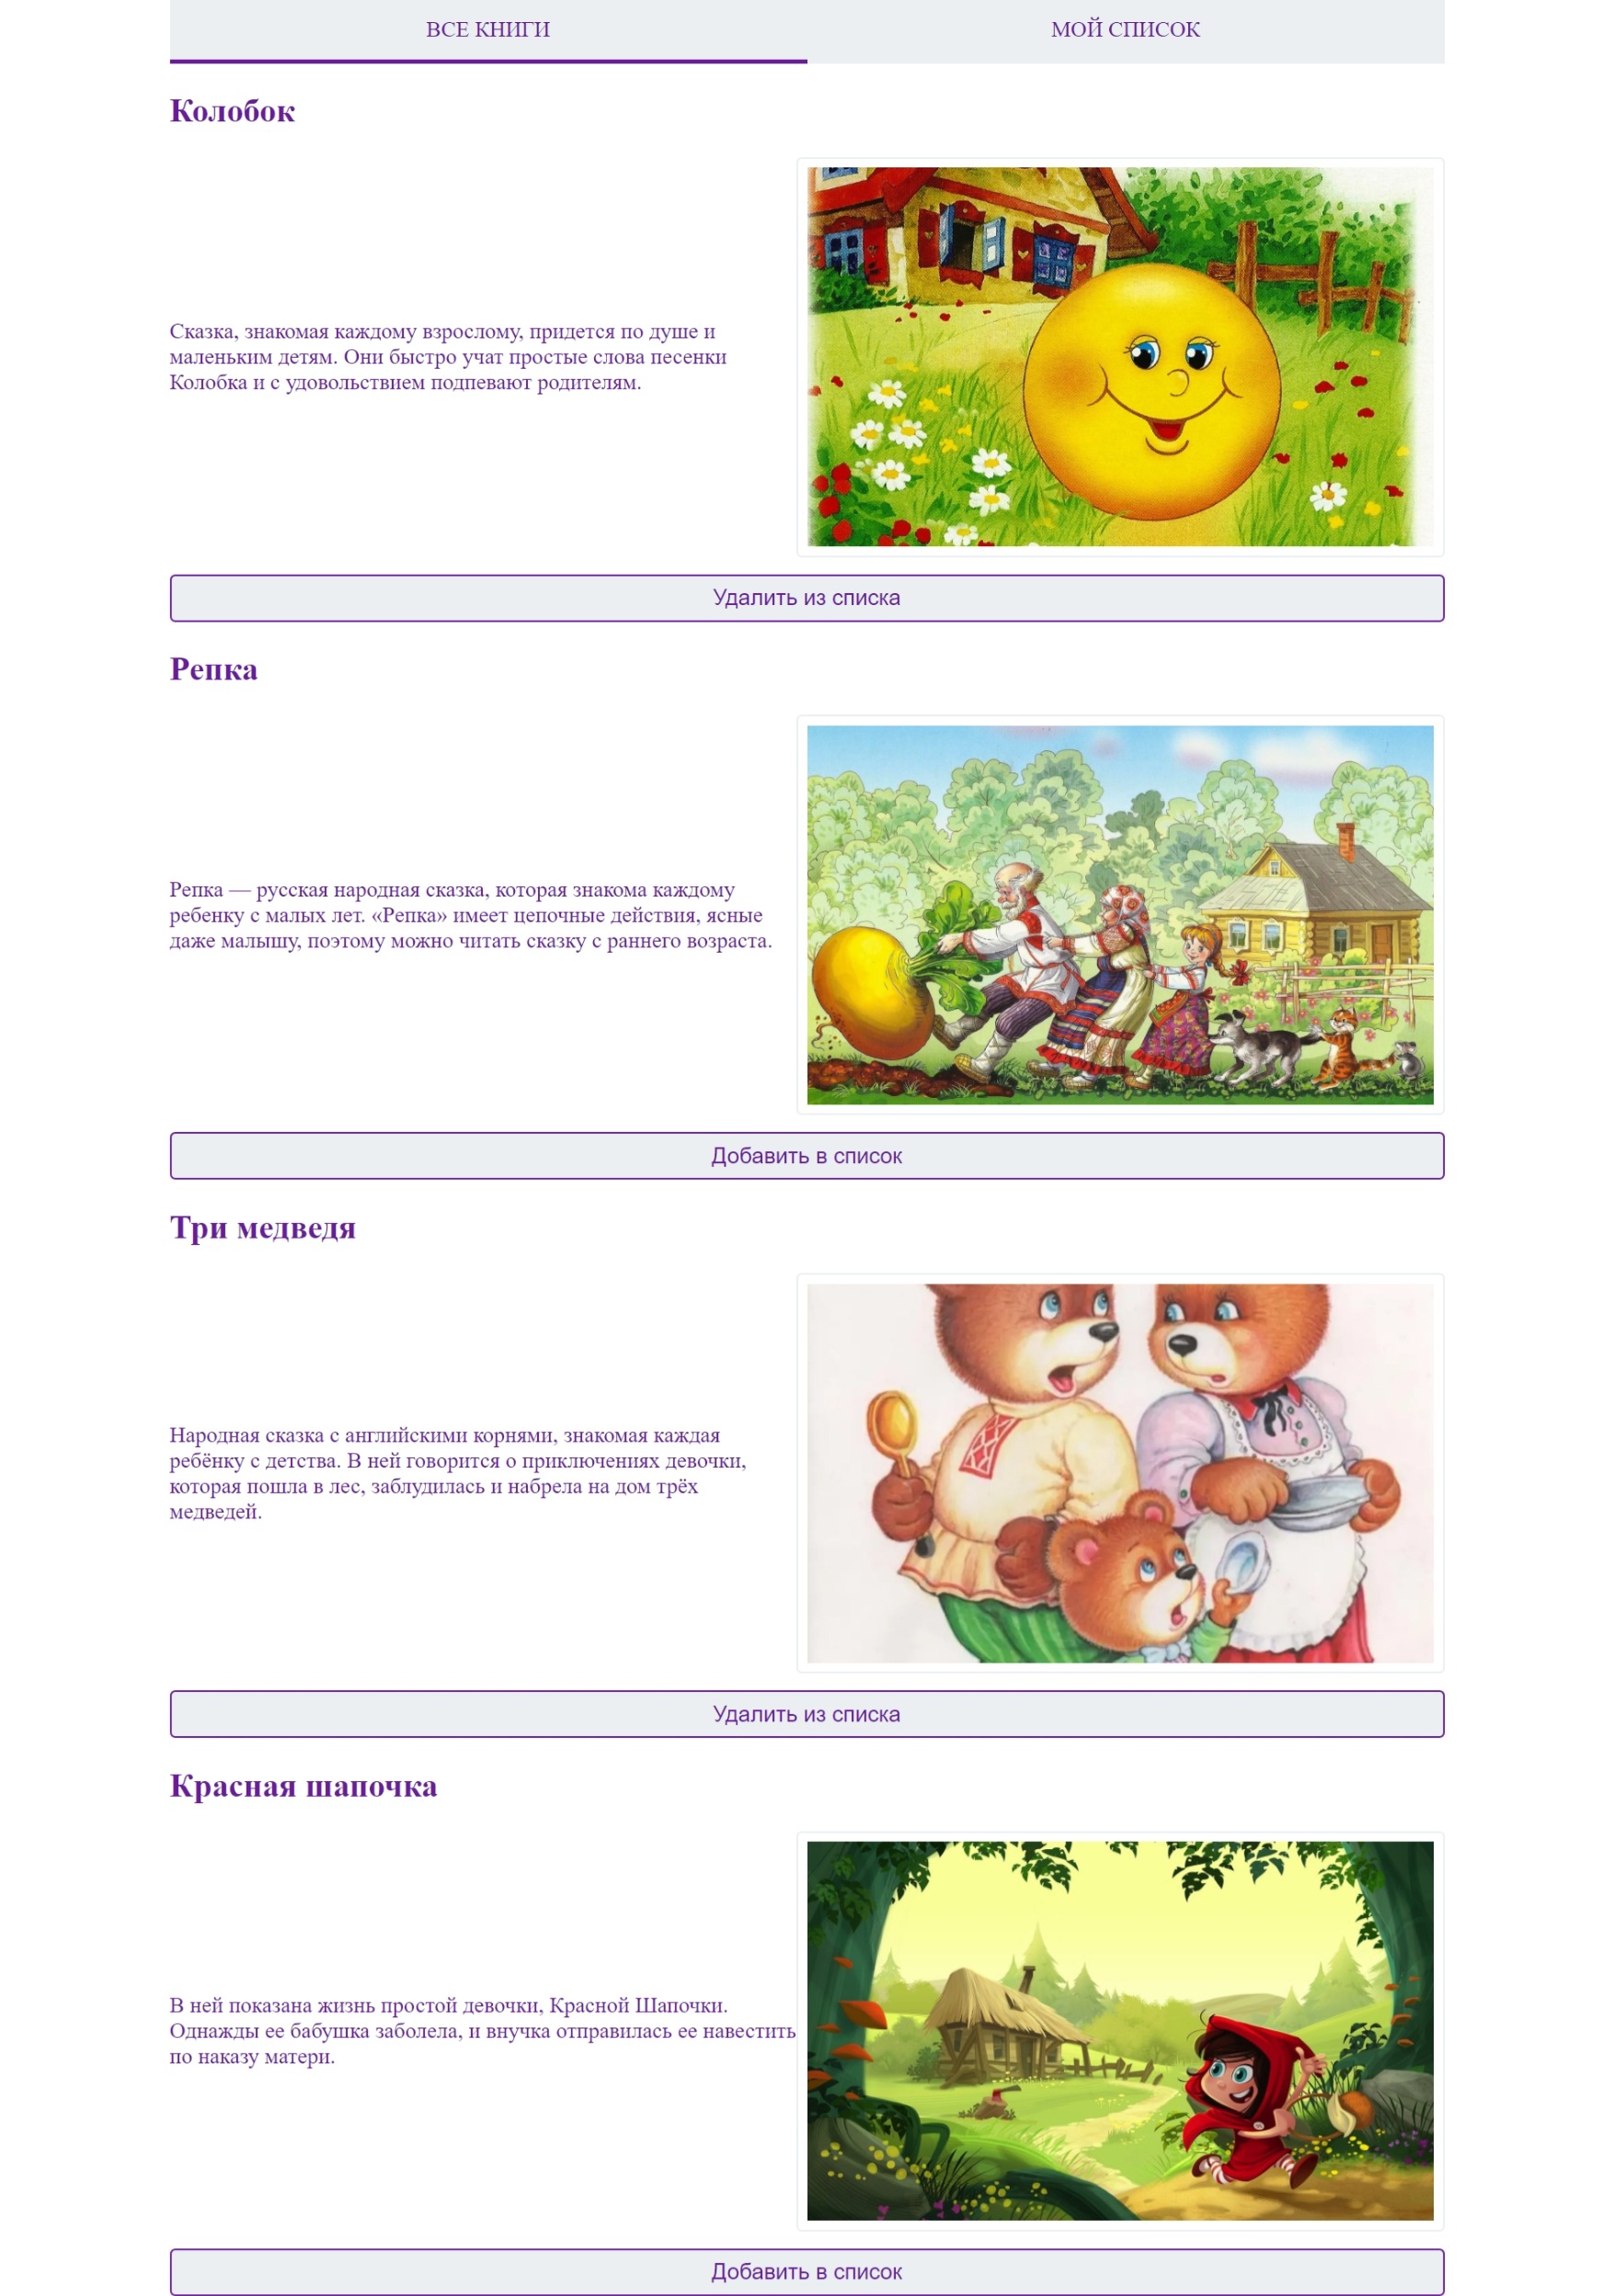 ВСЕ КНИГИ
МОЙ СПИСОК
Колобок
Сказка, знакомая каждому взрослому, придется по душе и
маленьким детям. Они быстро учат простые слова песенки
Колобка и с удовольствием подпевают родителям.
Удалить из списка
Репка
Репка — русская народная сказка, которая знакома каждому
ребенку с малых лет. «Репка» имеет цепочные действия, ясные
даже малышу, поэтому можно читать сказку с раннего возраста.
Добавить в список
Три медведя
Народная сказка с английскими корнями, знакомая каждая
ребёнку с детства. В ней говорится о приключениях девочки,
которая пошла в лес, заблудилась и набрела на дом трёх
медведей.
Удалить из списка
Красная шапочка
В ней показана жизнь простой девочки, Красной Шапочки.
Однажды ее бабушка заболела, и внучка отправилась ее навестить
по наказу матери.
Добавить в список